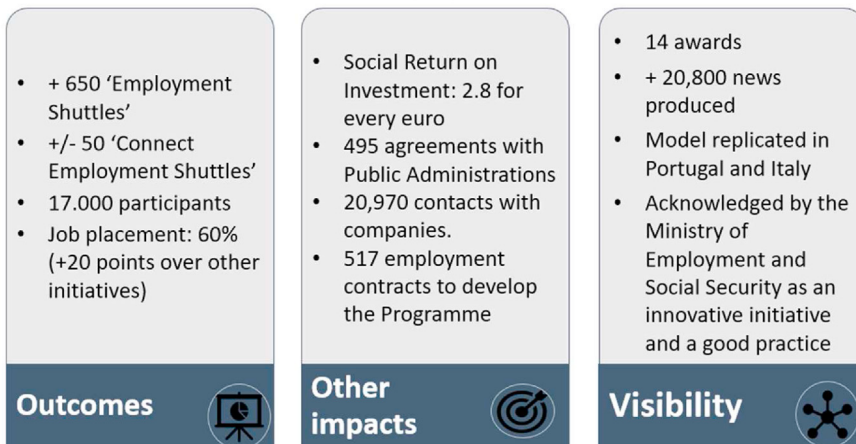 • + 650 ‘Employment
Shuttles’
• +/- 50 ‘Connect
Employment Shuttles’
• 17.000 participants
• Job placement: 60%
(+20 points over other
initiatives)
Outcomes
• Social Return on
Investment: 2.8 for
every euro
• 495 agreements with
Public Administrations
• 20,970 contacts with
companies.
• 517 employment
contracts to develop
the Programme
Other
impacts
• 14 awards
• + 20,800 news
produced
• Model replicated in
Portugal and Italy
• Acknowledged by the
Ministry of
Employment and
Social Security as an
innovative initiative
and a good practice
Visibility